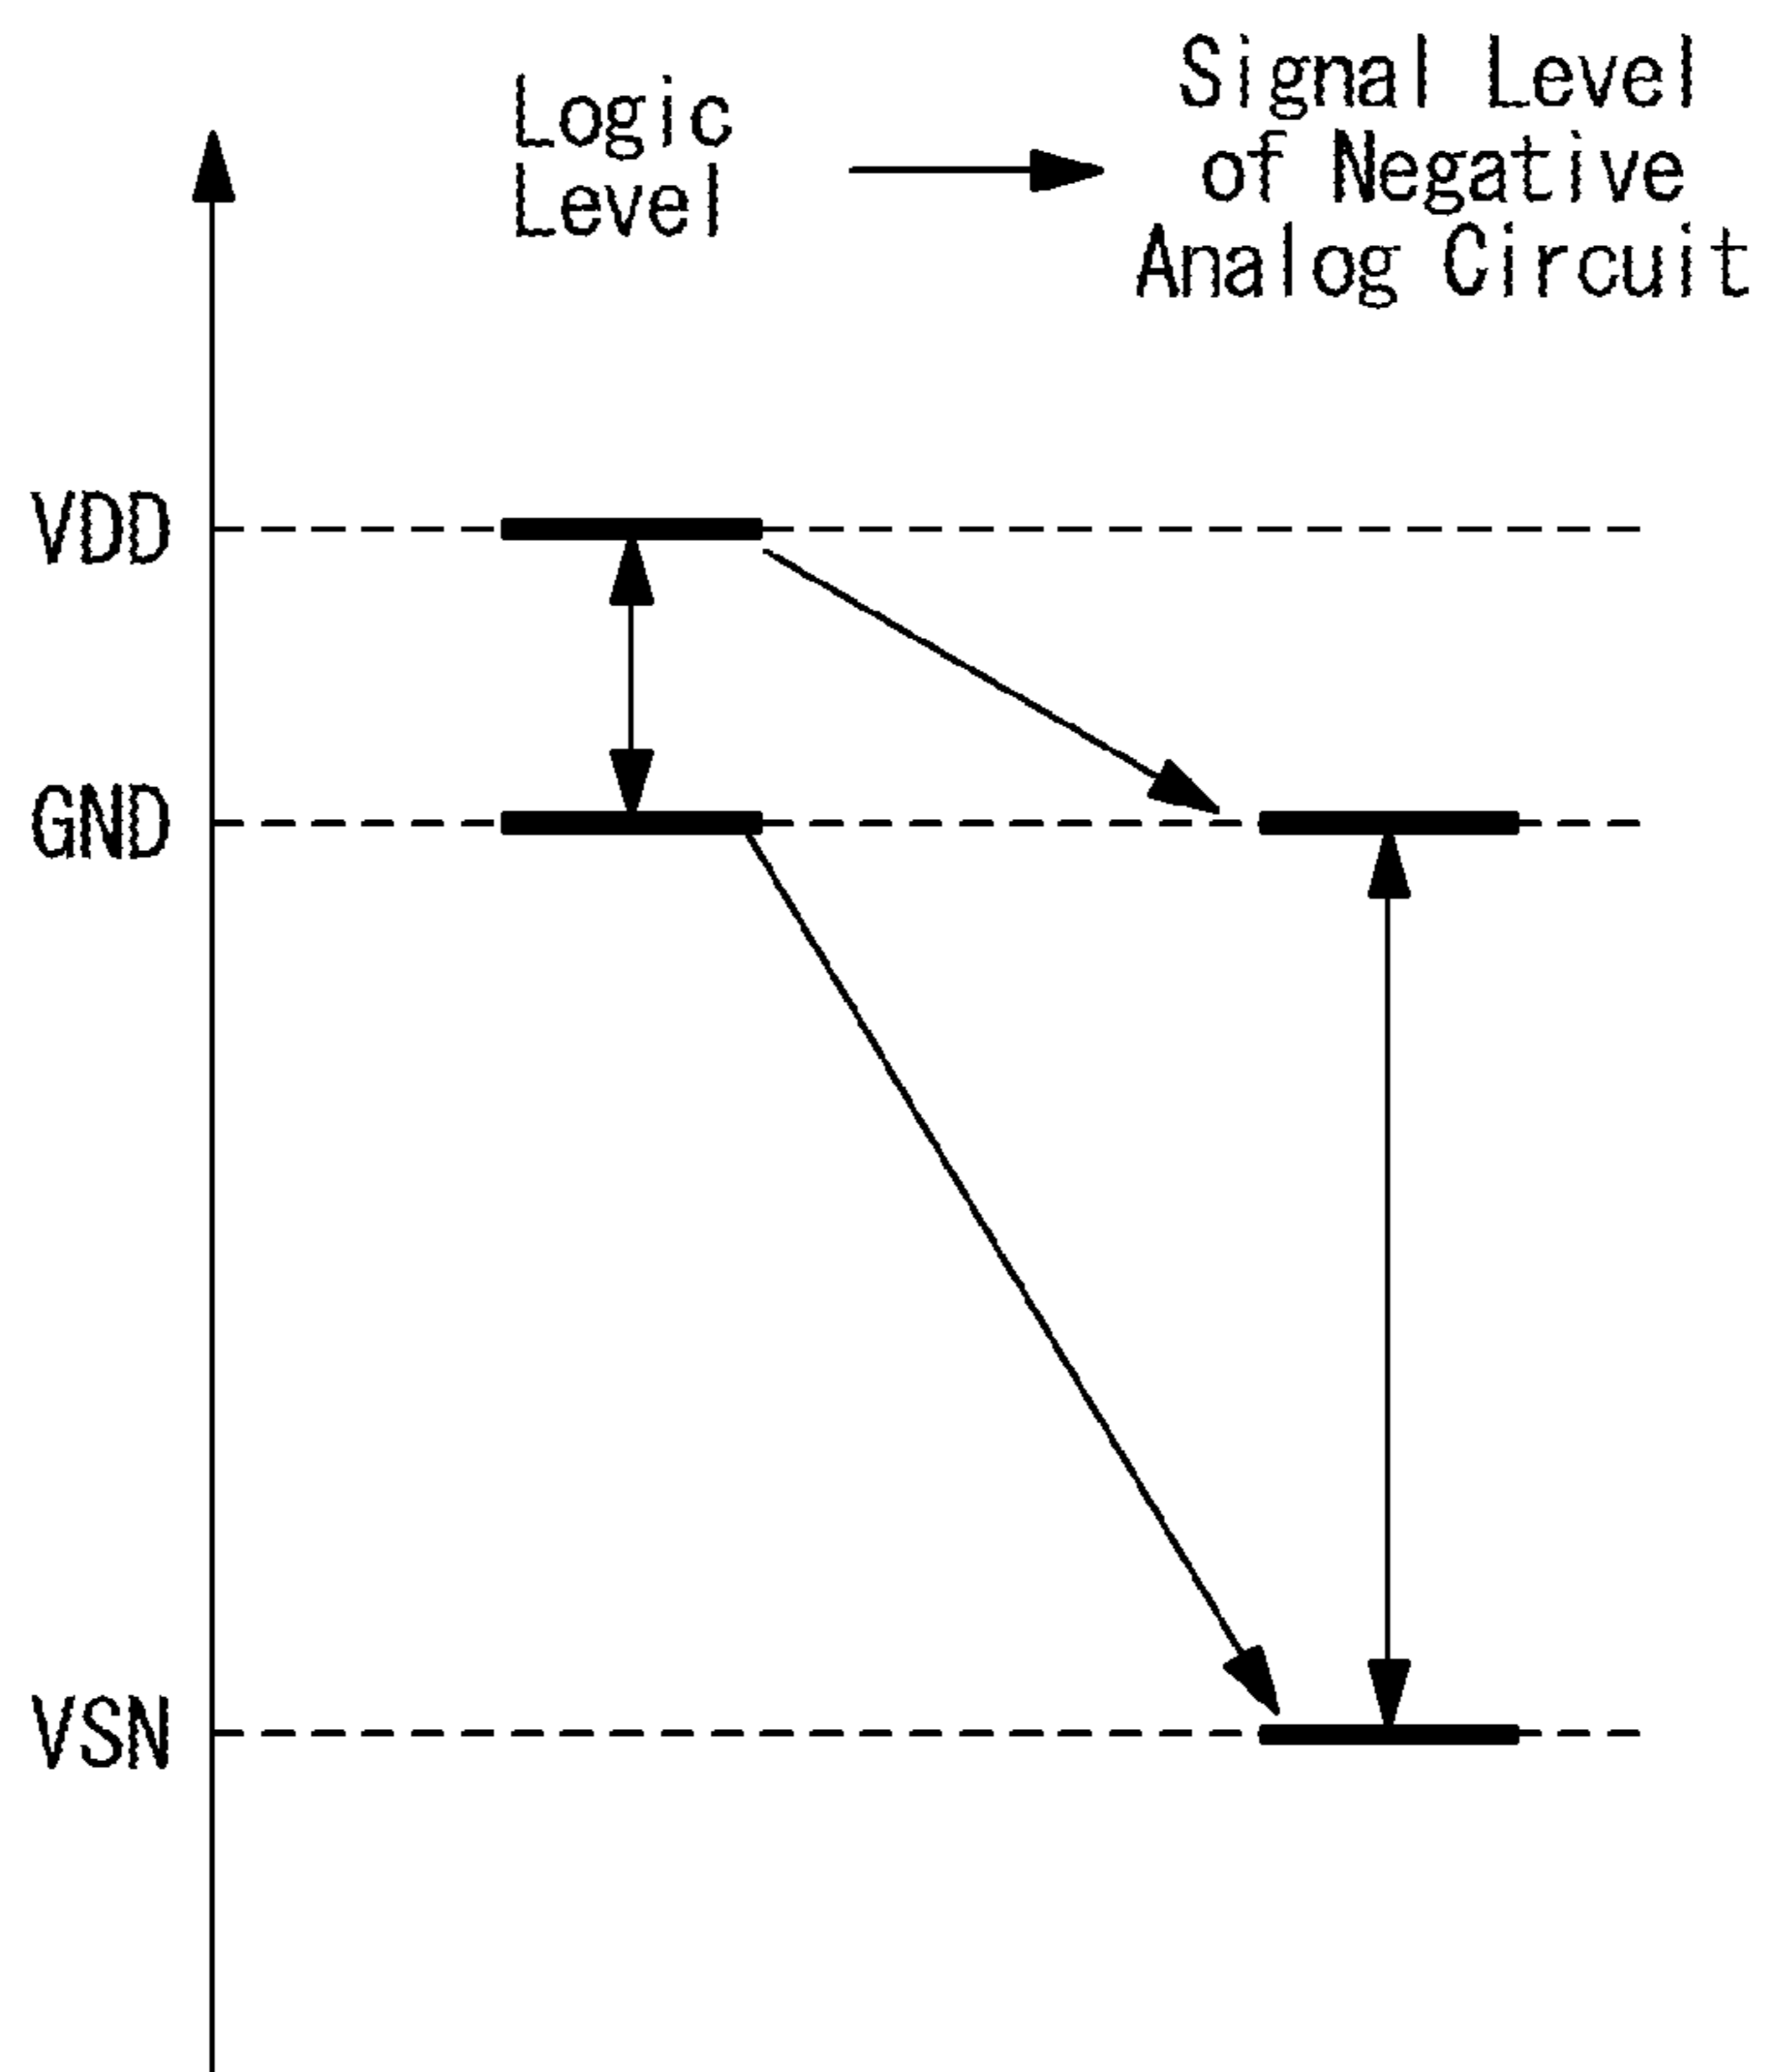 Logic
Level
Signal Level
of Negative
Analog Circuit
VDD
GND
VSN